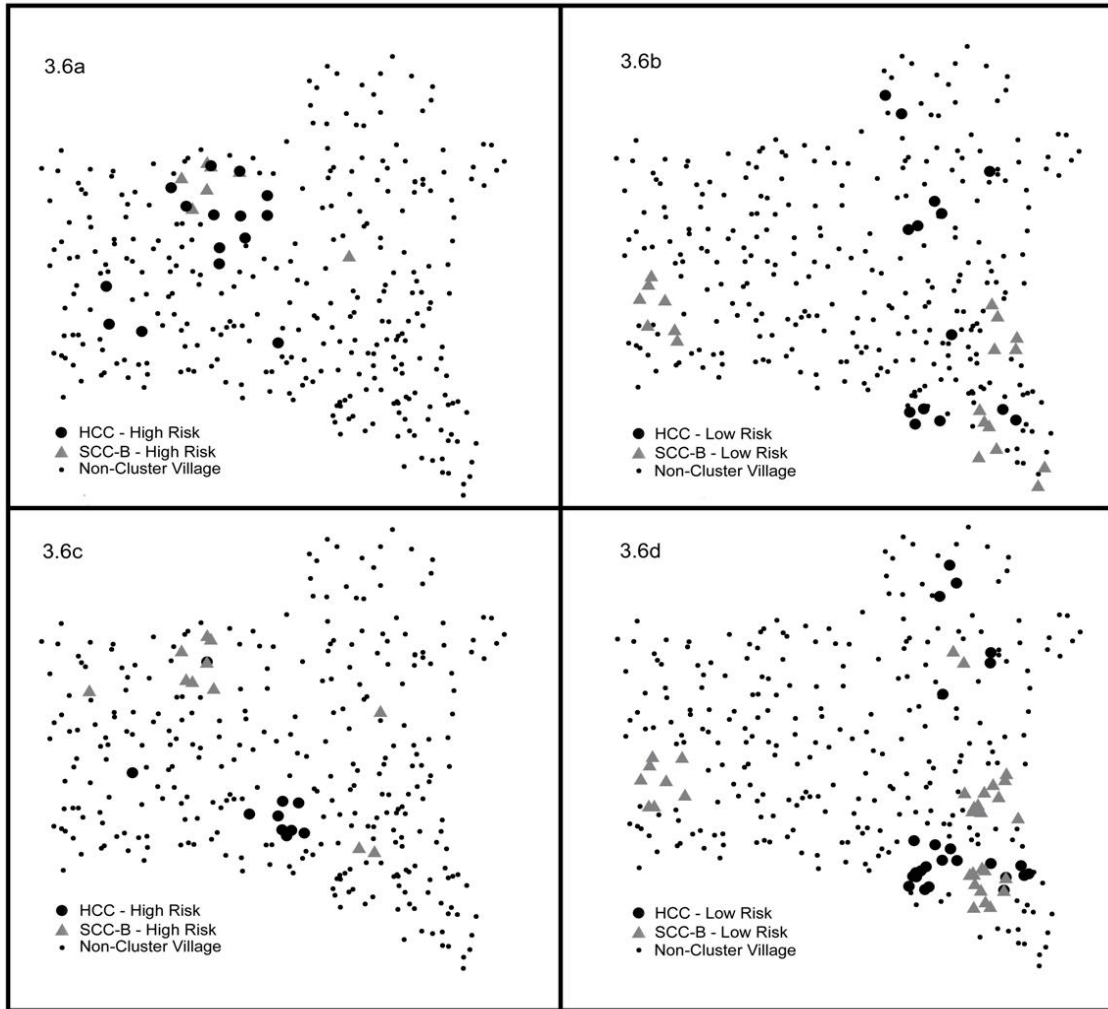 3.6a
HCC - High Risk
SCC-B - High Risk
Non-Cluster Village
3.6b
HCC - Low Risk
SCC-B - Low Risk
Non-Cluster Village
3.6c
HCC - High Risk
SCC-B - High Risk
Non-Cluster Village
3.6d
HCC - Low Risk
SCC-B - Low Risk
Non-Cluster Village